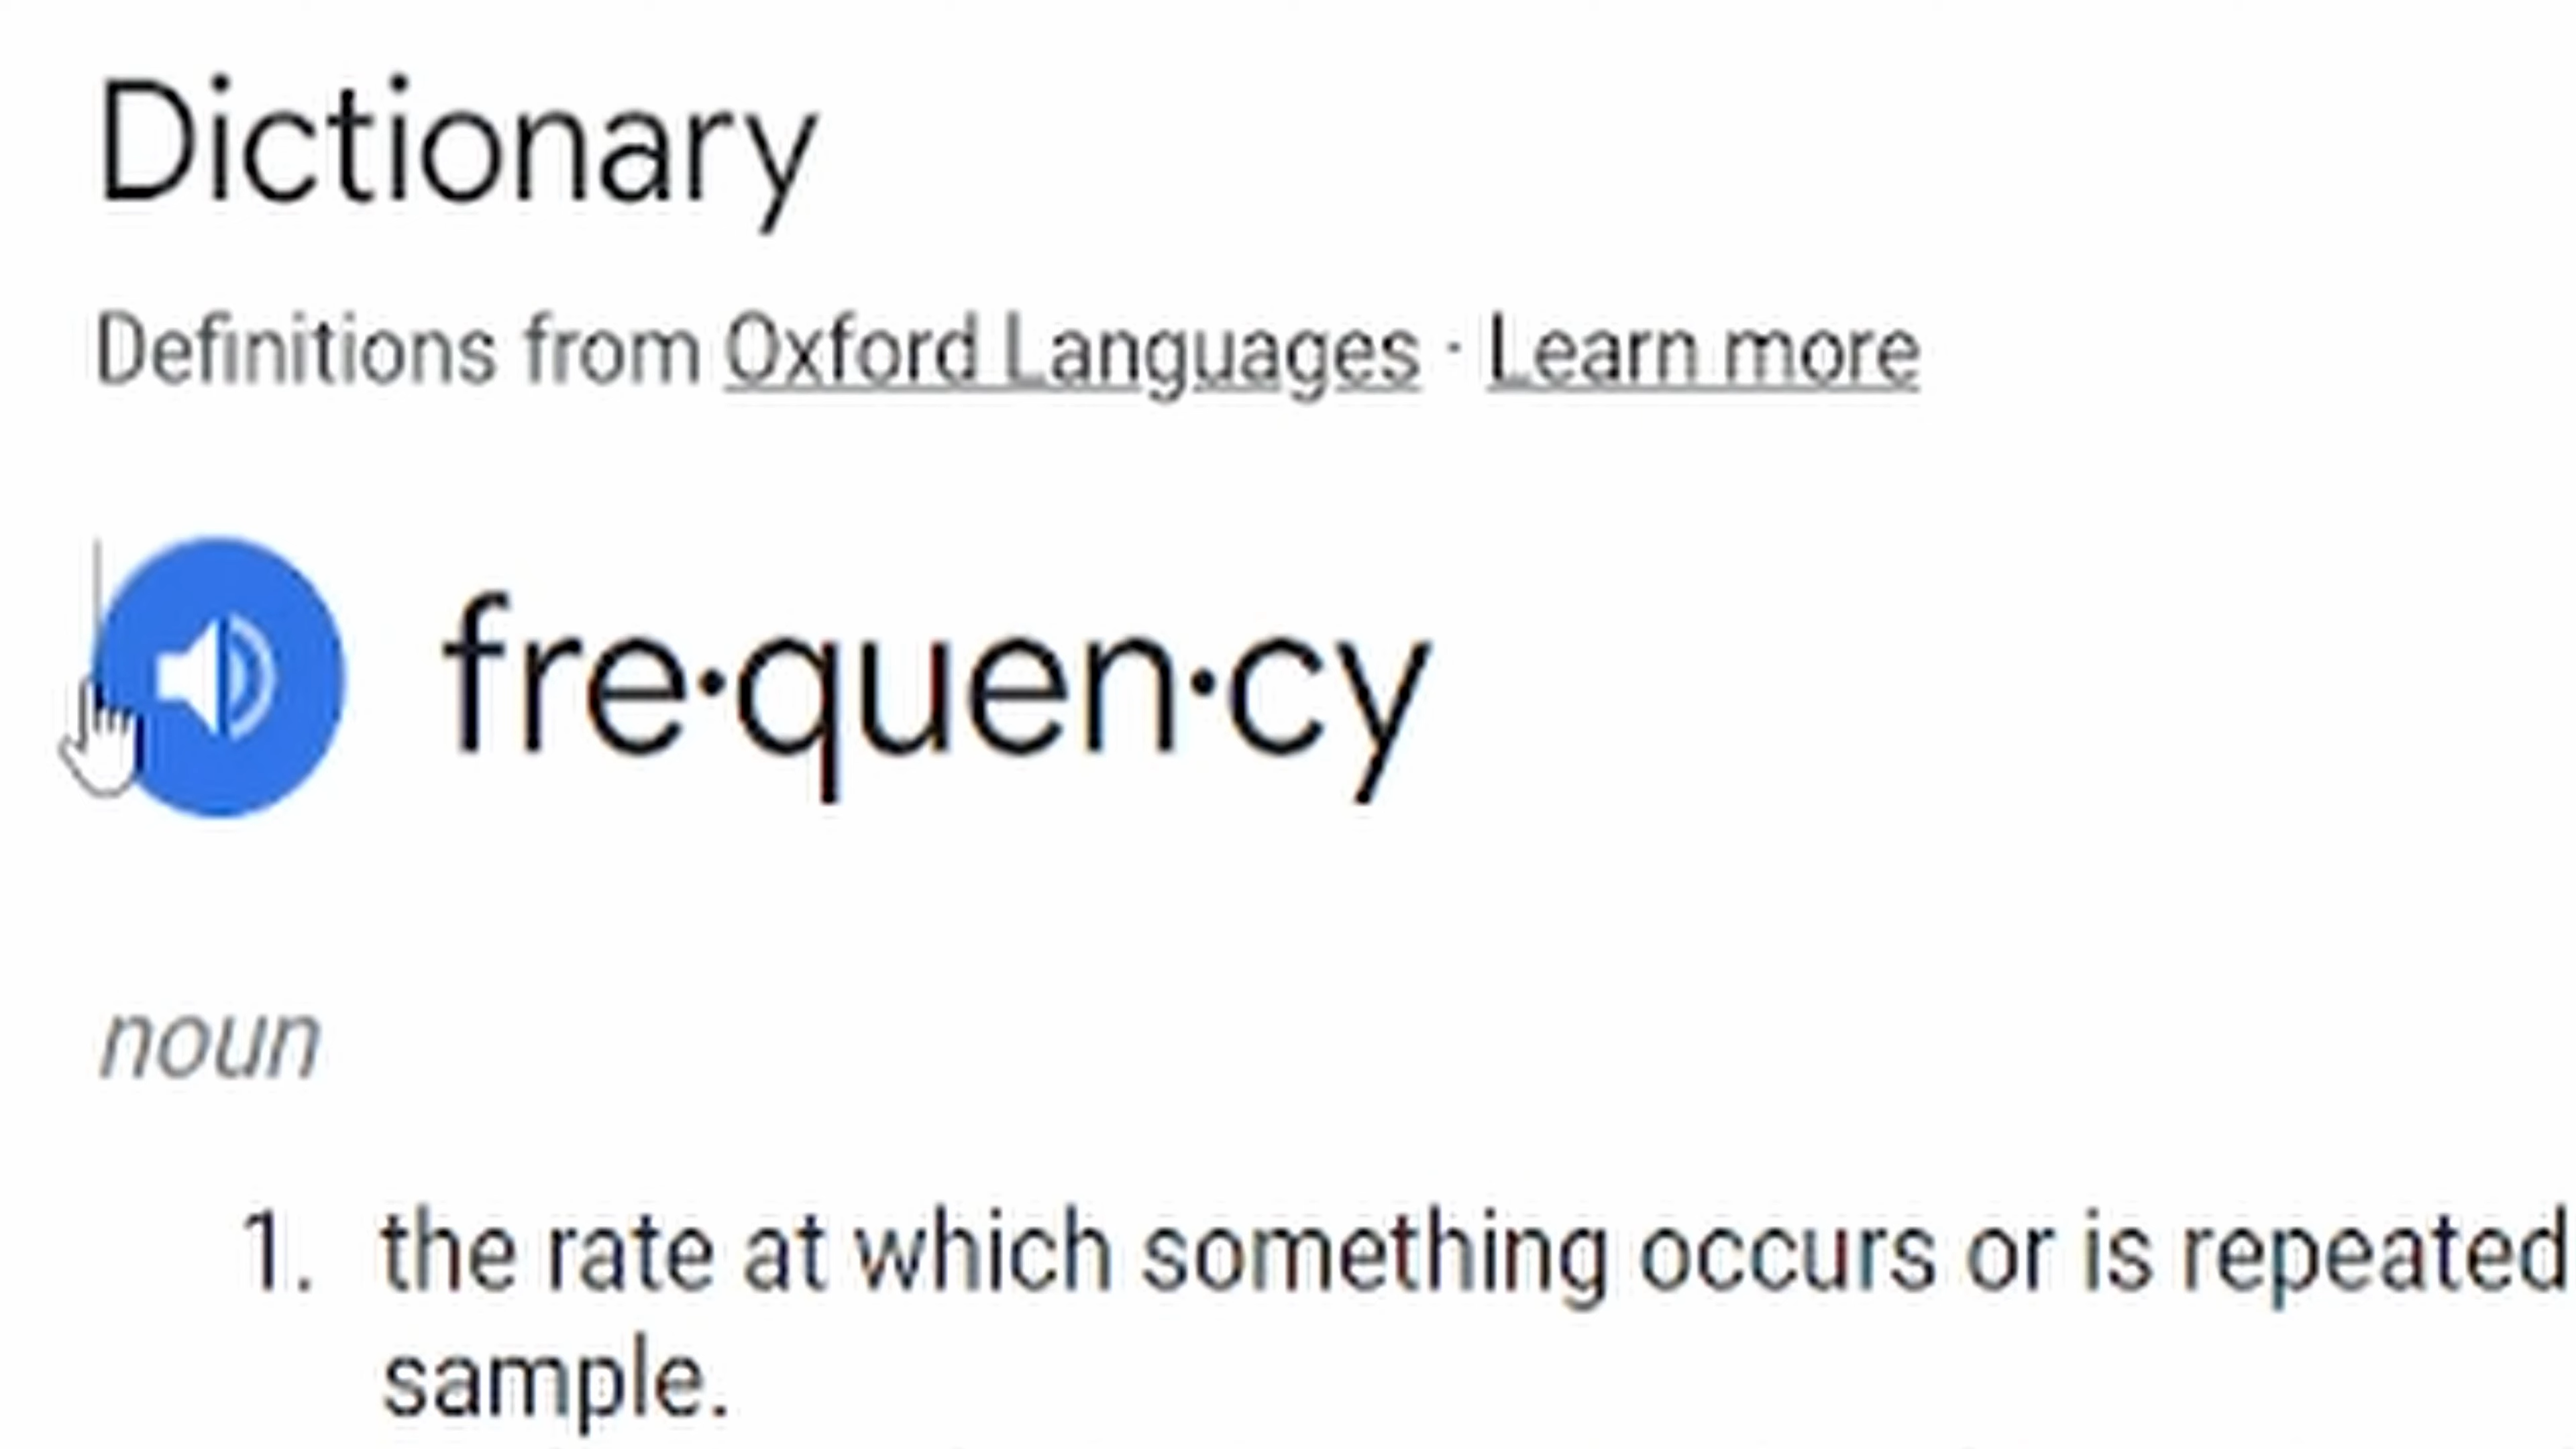 Dictionary
Definitions from Oxford Languages · Learn more
fre·quen·cy
noun
1. the rate at which something occurs or is repeated
sample.